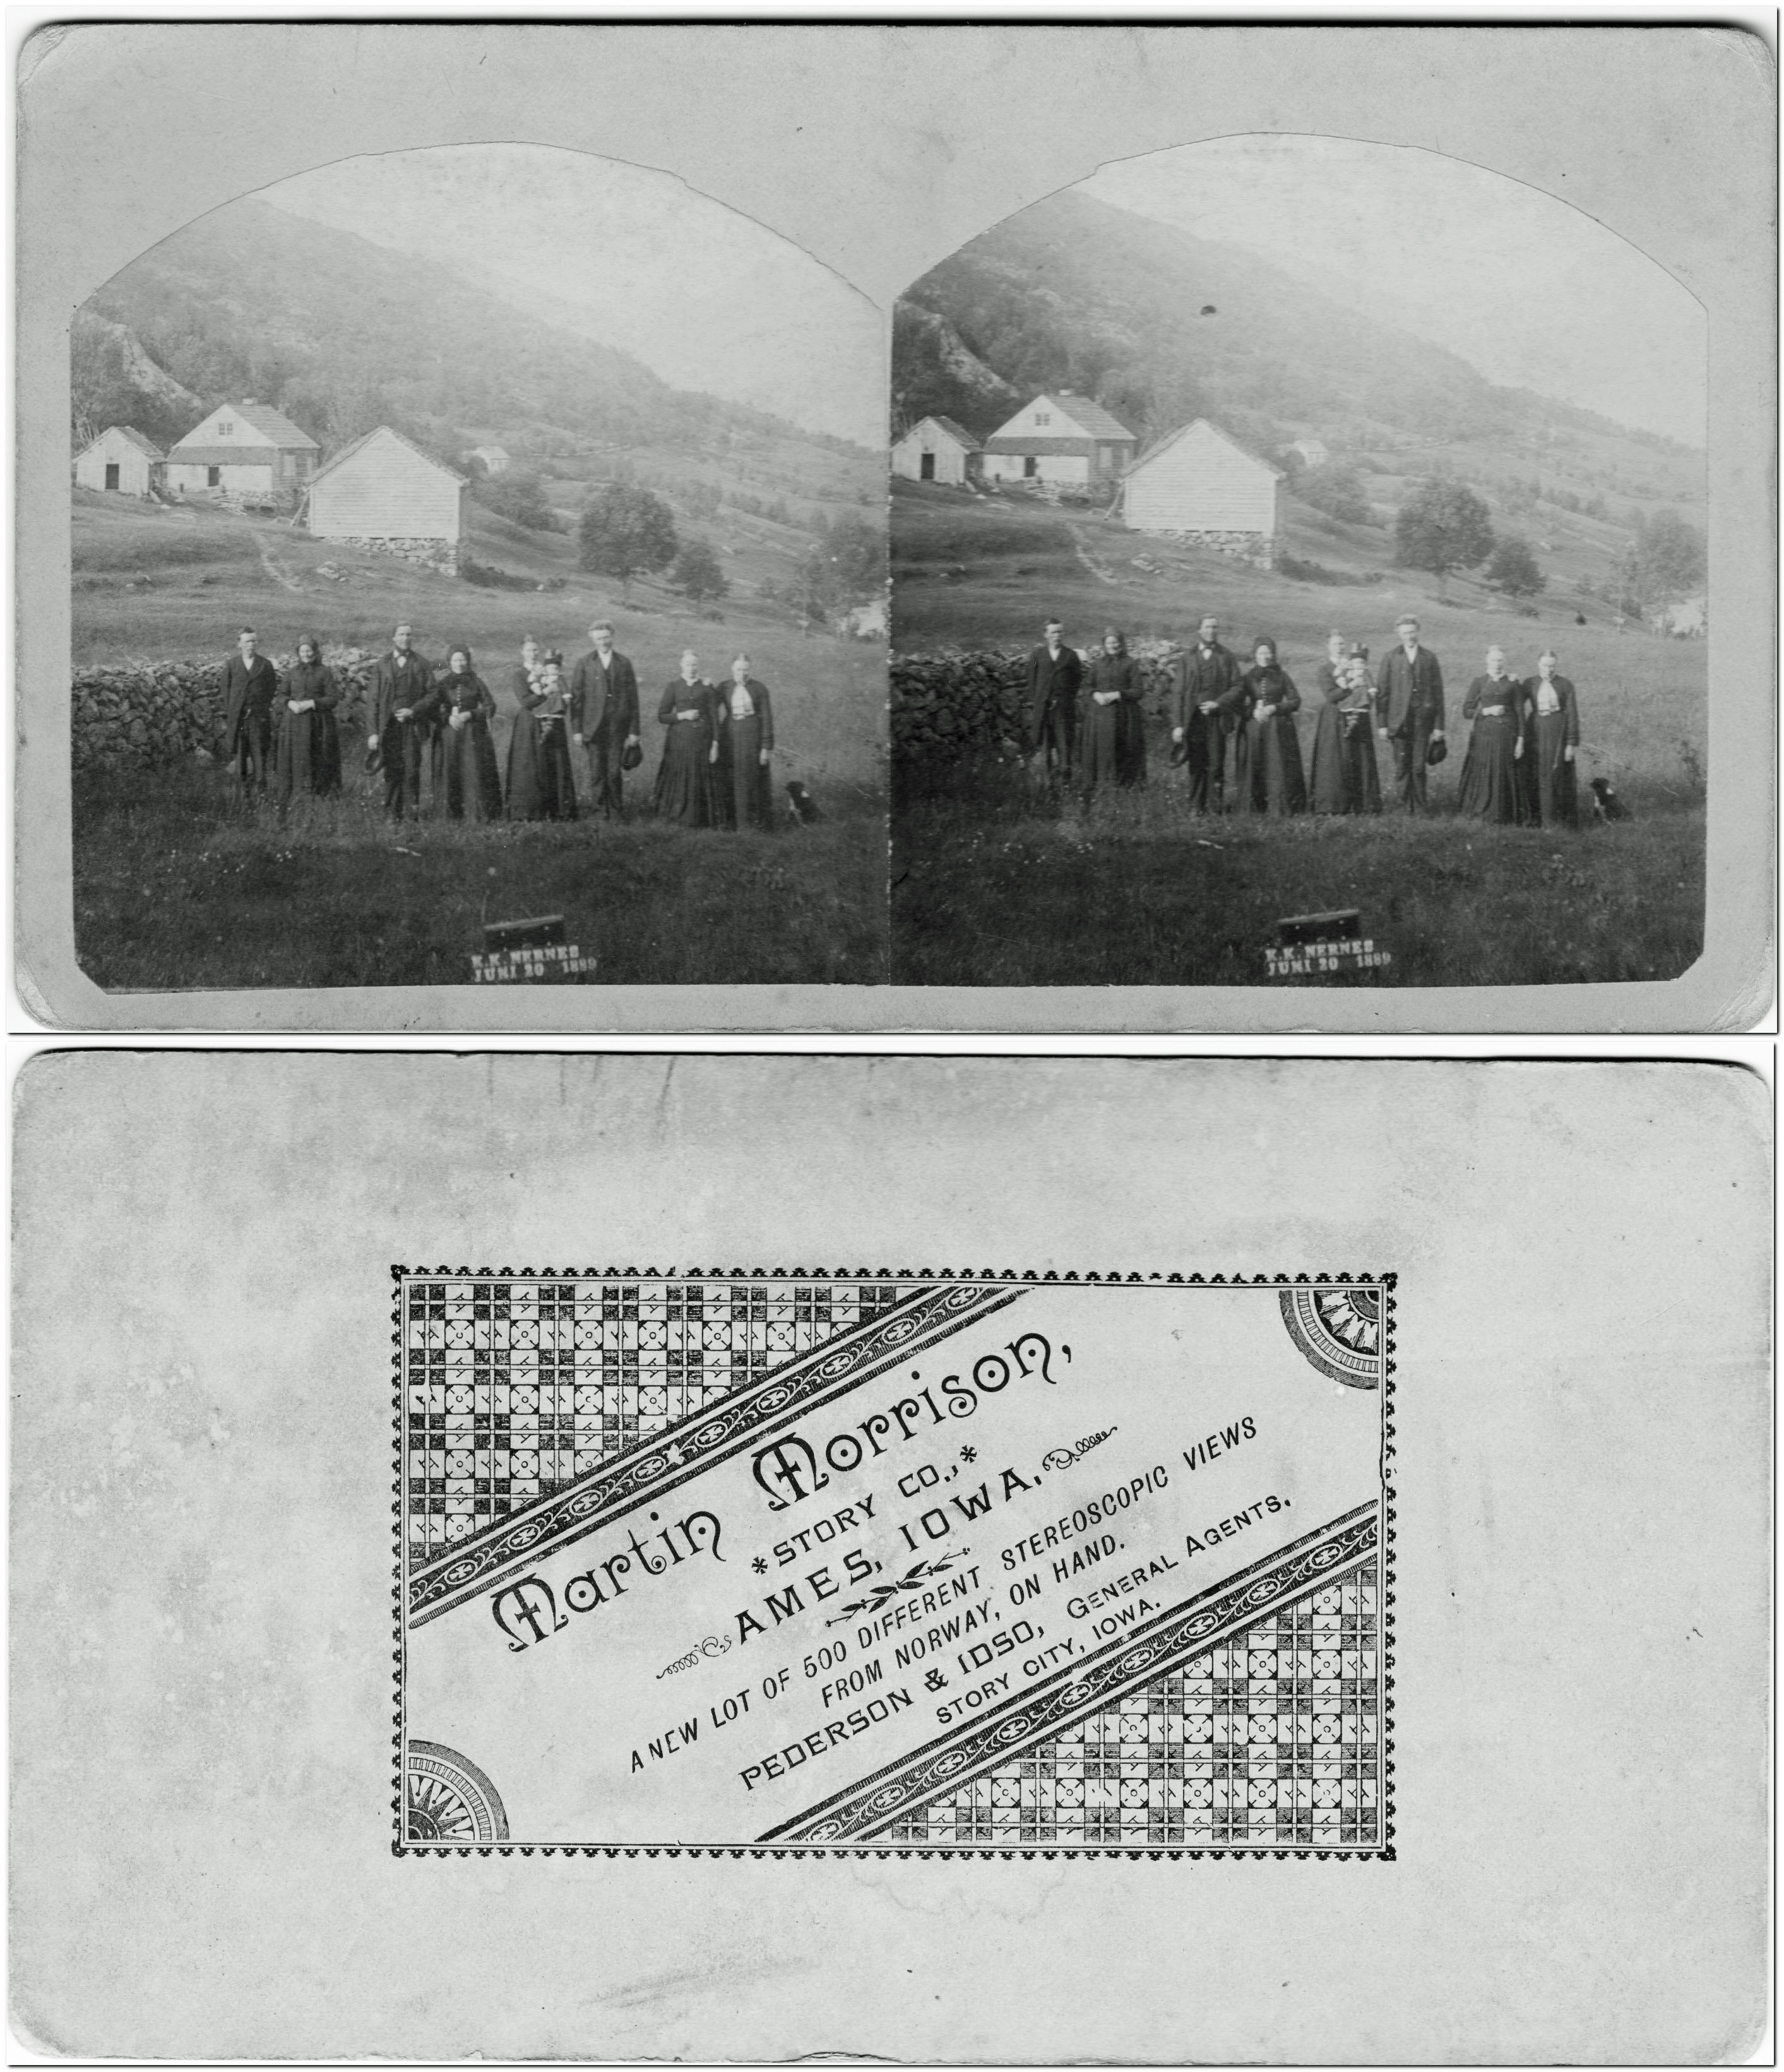 K.K. NERNES
JUNI 20 1889
K.K. NERNES
JUNI 20 1889
Martin Morrison,
*STORY CO.,*
AMES, IOWA.
A NEW LOT OF 500 DIFFERENT STEREOSCOPIC VIEWS
FROM NORWAY, ON HAND.
PEDERSON & IDSO, GENERAL AGENTS.
STORY CITY, IOWA.